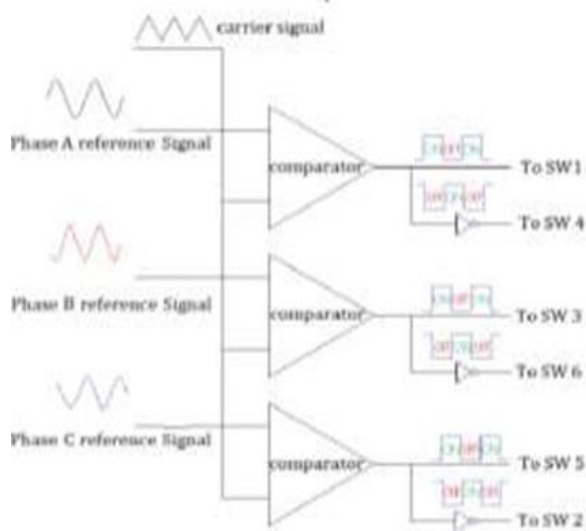 carrier signal
Phase A reference Signal
comparator
To SW1
To SW 4
Phase B reference Signal
comparator
To SW 3
To SW 6
Phase C reference Signal
comparator
To SW 5
To SW 2